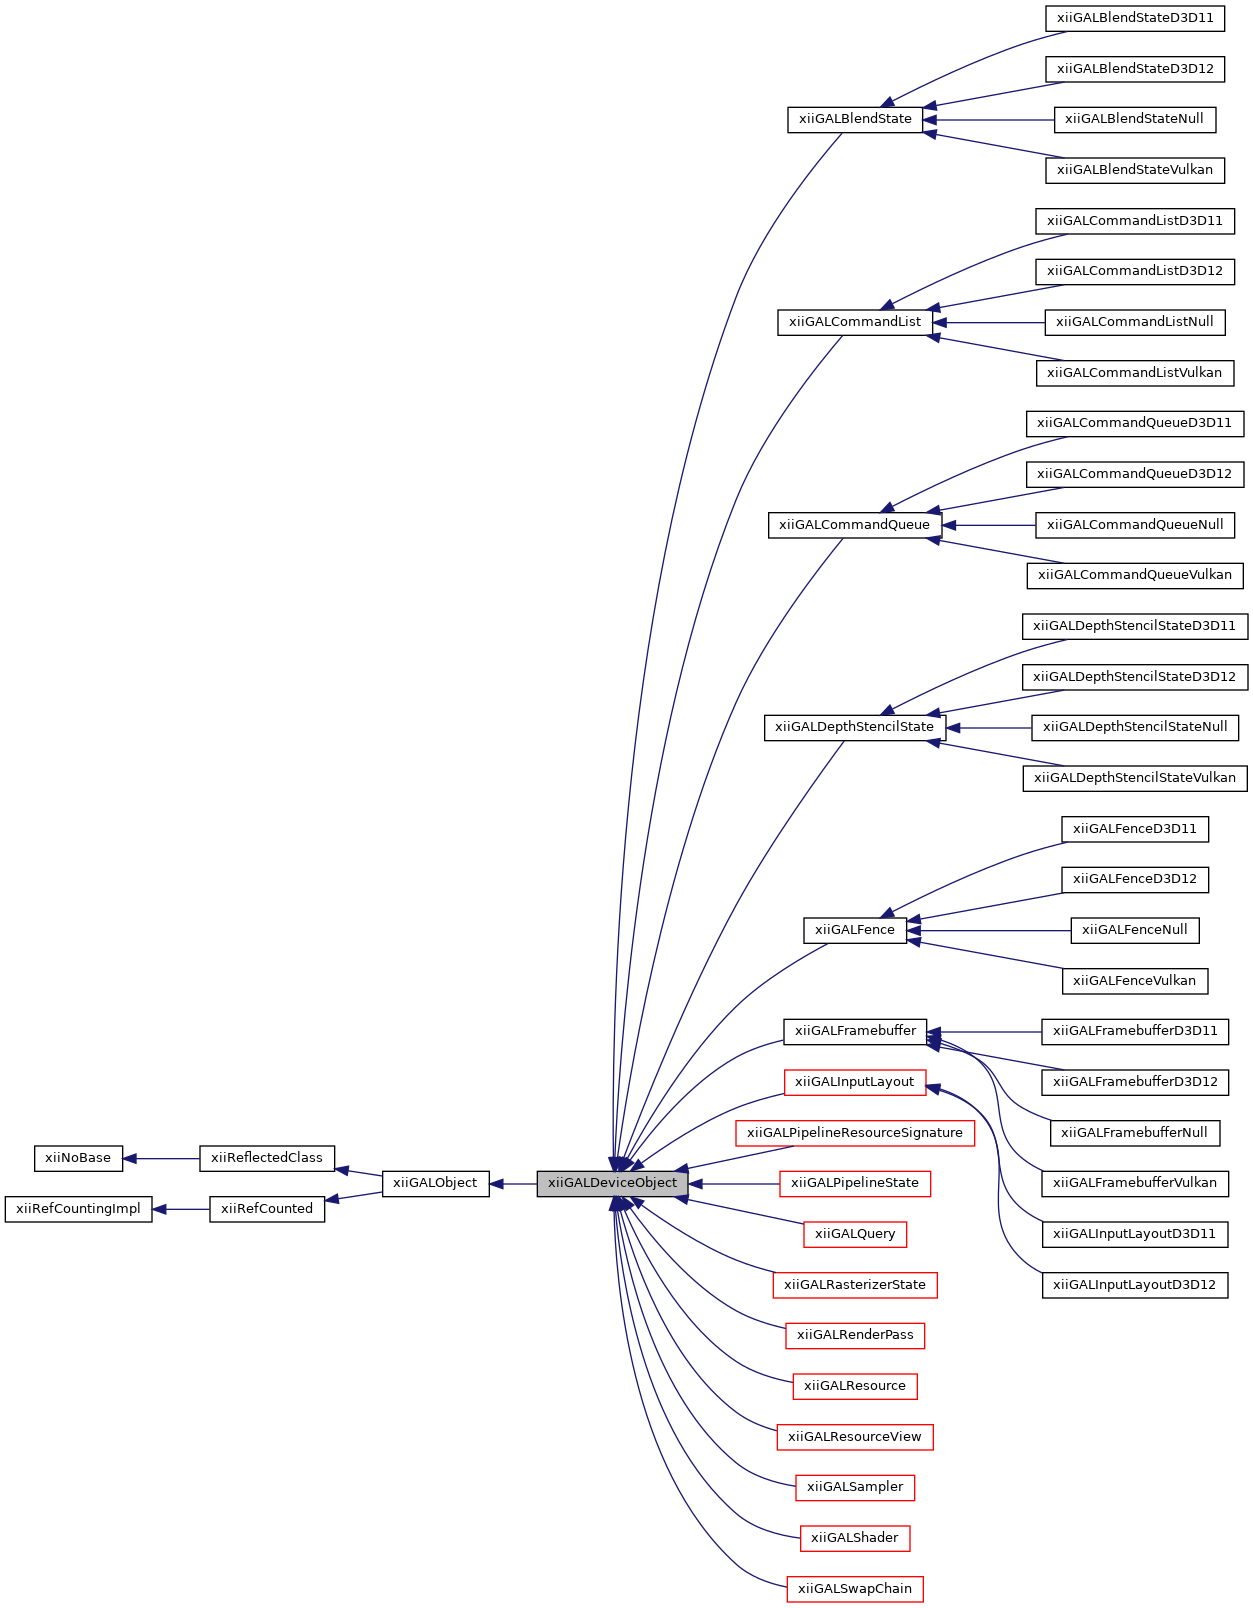 xiiGALBlendStateD3D11
xiiGALBlendStateD3D12
xiiGALBlendState
xiiGALBlendStateNull
xiiGALBlendStateVulkan
xiiGALCommandListD3D11
xiiGALCommandListD3D12
xiiGALCommandList
xiiGALCommandListNull
xiiGALCommandListVulkan
xiiGALCommandQueueD3D11
xiiGALCommandQueueD3D12
xiiGALCommandQueue
xiiGALCommandQueueNull
xiiGALCommandQueueVulkan
xiiGALDepthStencilStateD3D11
xiiGALDepthStencilStateD3D12
xiiGALDepthStencilState
xiiGALDepthStencilStateNull
xiiGALDepthStencilStateVulkan
xiiGALFenceD3D11
xiiGALFenceD3D12
xiiGALFence
xiiGALFenceNull
xiiGALFenceVulkan
xiiGALFramebuffer
xiiGALFramebufferD3D11
xiiGALInputLayout
xiiGALFramebufferD3D12
xiiGALPipelineResourceSignature
xiiGALFramebufferNull
xiiNoBase
xiiReflectedClass
xiiGALObject
xiiGALDeviceObject
xiiGALPipelineState
xiiGALFramebufferVulkan
xiiRefCountingImpl
xiiRefCounted
xiiGALQuery
xiiGALInputLayoutD3D11
xiiGALRasterizerState
xiiGALInputLayoutD3D12
xiiGALRenderPass
xiiGALResource
xiiGALResourceView
xiiGALSampler
xiiGALShader
xiiGALSwapChain